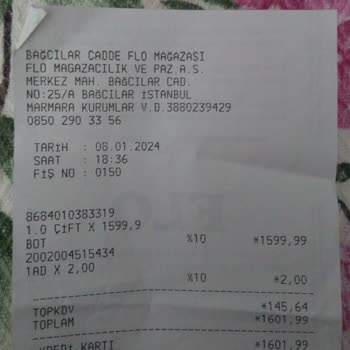 BAĞCILAR CADDE FLO MAĞAZASI
FLO MAGAZACILIK VE PAZ.A.S.
MERKEZ MAH. BAĞCILAR CAD.
NO:25/A BAĞCILAR İSTANBUL
MARMARA KURUMLAR V.D.3880239429
0850 290 33 56
TARİH : 08.01.2024
SAAT : 18:36
FİŞ NO : 0150
8684010383319
1.0 ÇİFT X 1599,9
BOT %10 *1599,99
2002004515434
1AD X 2,00
%10 *2,00
TOPKDV *145,64
TOPLAM *1601,99
KREDİ KARTI *1601,99